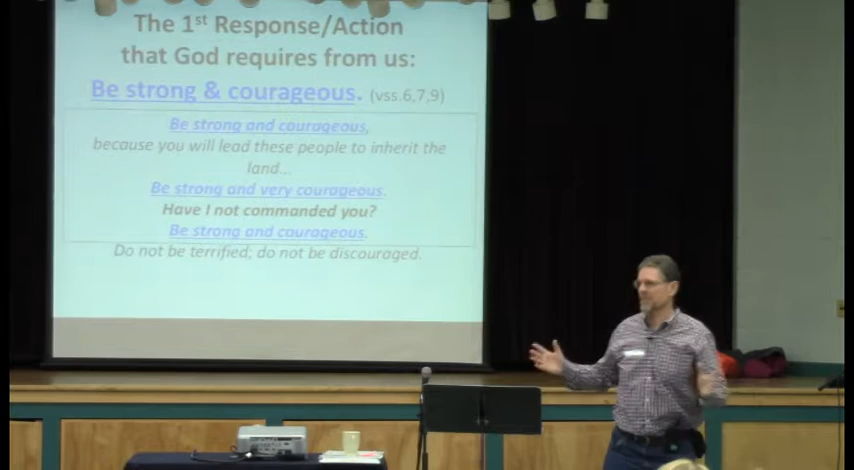 The 1st Response/Action
that God requires from us:
Be strong & courageous. (vss.6,7,9)
Be strong and courageous,
because you will lead these people to inherit the
land...
Be strong and very courageous.
Have I not commanded you?
Be strong and courageous.
Do not be terrified; do not be discouraged.